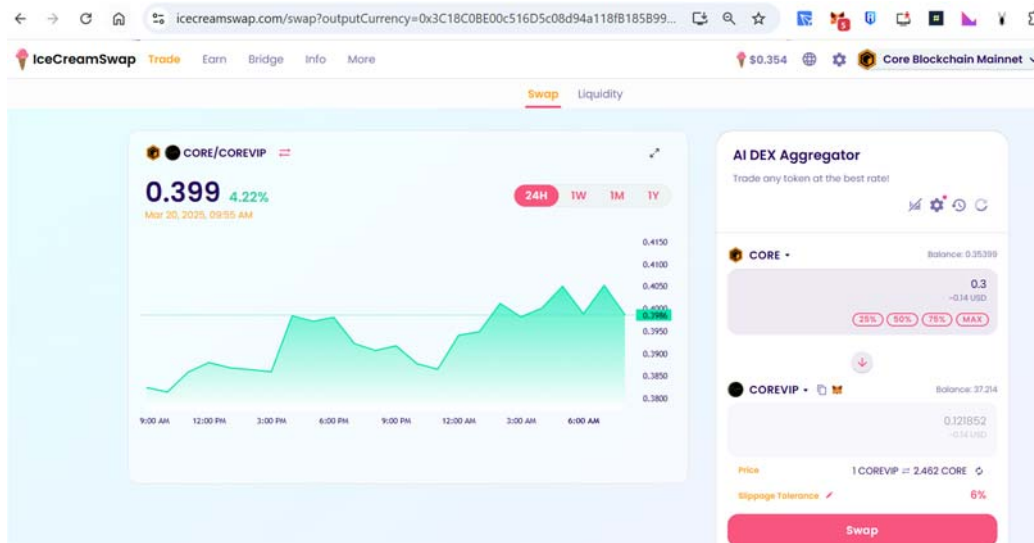 icecreamswap.com/swap?outputCurrency=0x3C18C0BE00c516D5c08d94a118fB185B99...
5
IceCreamSwap Trade Earn Bridge Info More
$0.354
Core Blockchain Mainnet
Swap Liquidity
CORE/COREVIP
0.399 4.22%
Mar 20, 2025, 09:55 AM
24H 1W 1M 1Y
0.4150
0.4100
0.4050
0.4000
0.3986
0.3950
0.3900
0.3850
0.3800
9:00 AM 12:00 PM 3:00 PM 6:00 PM 9:00 PM 12:00 AM 3:00 AM 6:00 AM
AI DEX Aggregator
Trade any token at the best rate!
CORE
Balance: 0.35399
0.3
~0.14 USD
25% 50% 75% MAX
COREVIP
Balance: 37.214
0.121852
~0.14 USD
Price 1 COREVIP ⇌ 2.462 CORE
Slippage Tolerance 6%
Swap